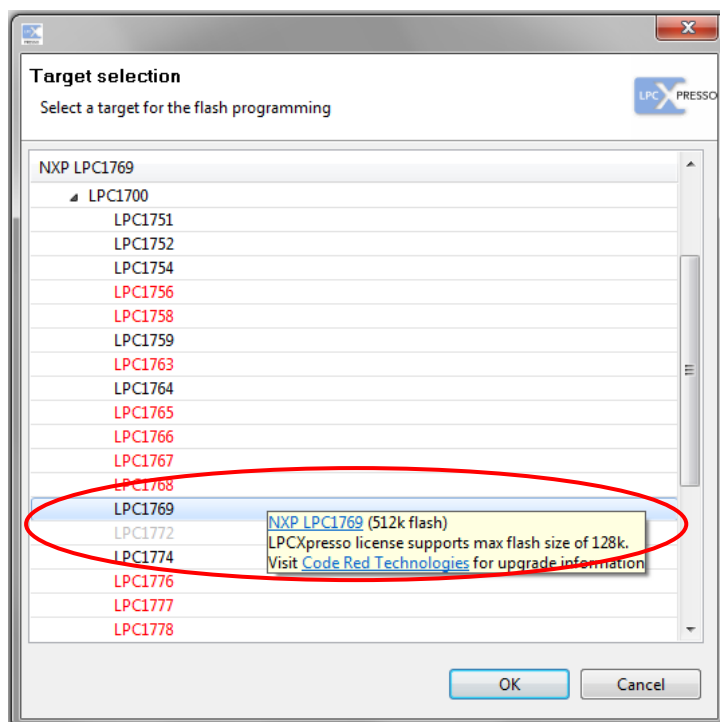 Target selection
Select a target for the flash programming
LPC PRESSO
NXP LPC1769
LPC1700
LPC1751
LPC1752
LPC1754
LPC1756
LPC1758
LPC1759
LPC1763
LPC1764
LPC1765
LPC1766
LPC1767
LPC1768
LPC1769
LPC1772
LPC1774
LPC1776
LPC1777
LPC1778
NXP LPC1769 (512k flash)
LPCXpresso license supports max flash size of 128k.
Visit Code Red Technologies for upgrade information
OK Cancel